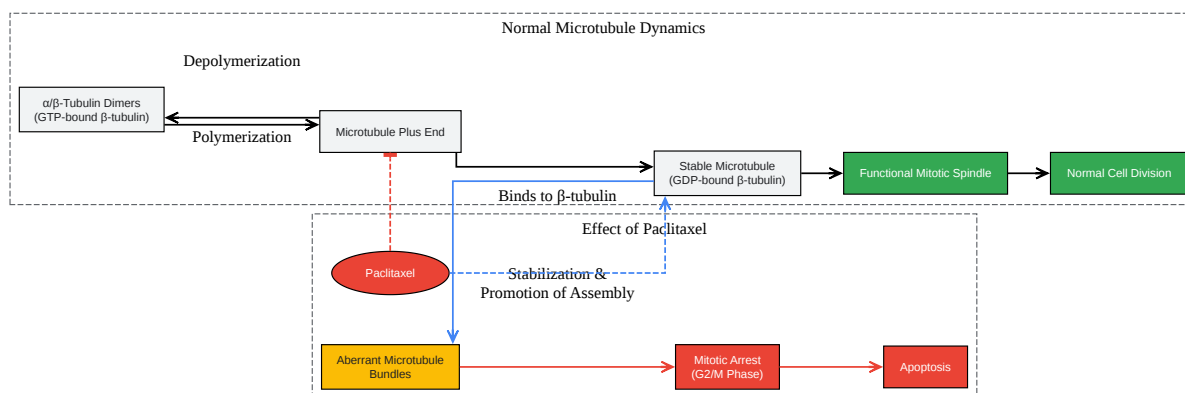 Normal Microtubule Dynamics
Depolymerization
α/β-Tubulin Dimers
(GTP-bound β-tubulin)
Polymerization
Microtubule Plus End
Stable Microtubule
(GDP-bound β-tubulin)
Functional Mitotic Spindle
Normal Cell Division
Binds to β-tubulin
Effect of Paclitaxel
Paclitaxel
Stabilization &
Promotion of Assembly
Aberrant Microtubule
Bundles
Mitotic Arrest
(G2/M Phase)
Apoptosis